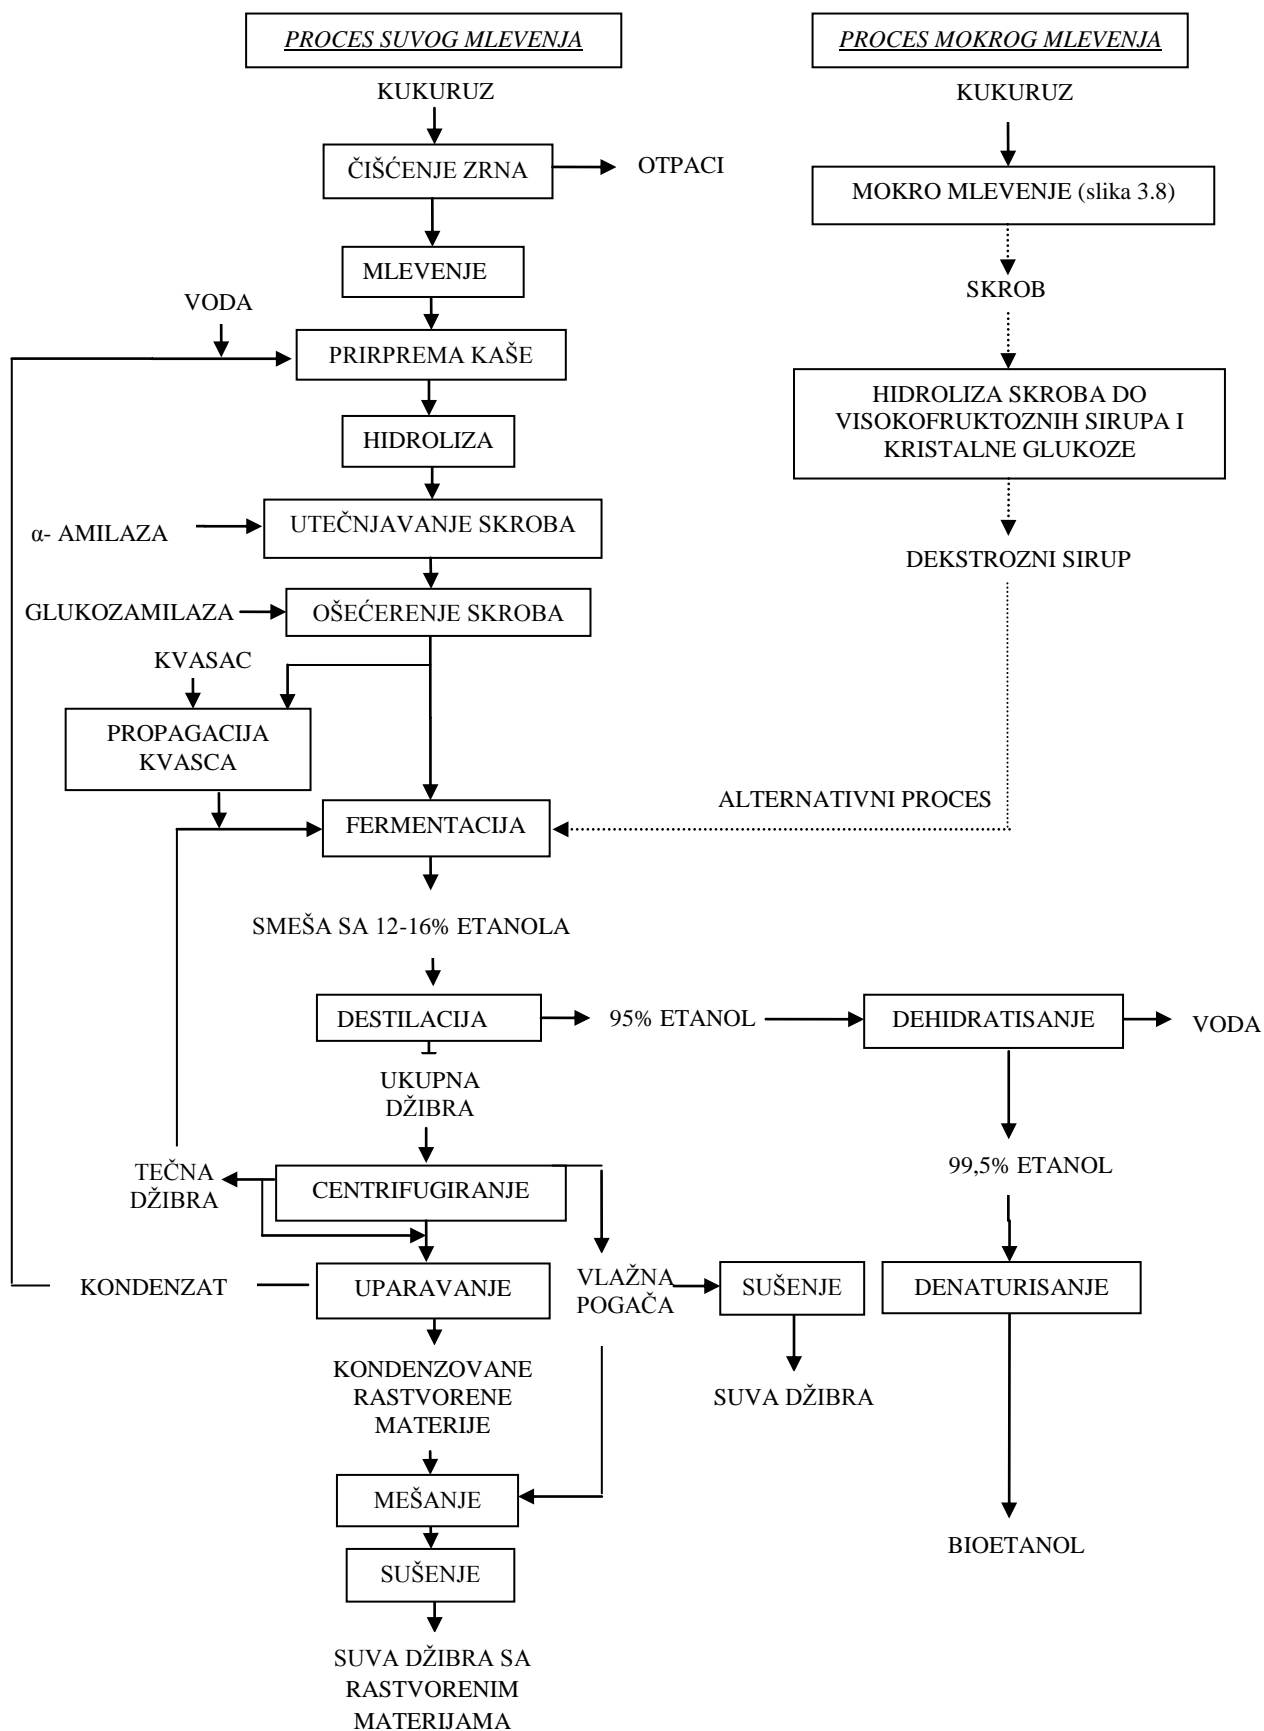 PROCES SUVOG MLEVENJA
PROCES MOKROG MLEVENJA
KUKURUZ
KUKURUZ
ČIŠĆENJE ZRNA
OTPACI
MOKRO MLEVENJE (slika 3.8)
MLEVENJE
SKROB
VODA
PRIRPREMA KAŠE
HIDROLIZA SKROBA DO
VISOKOFRUKTOZNIH SIRUPA I
KRISTALNE GLUKOZE
HIDROLIZA
α- AMILAZA
UTEČNJAVANJE SKROBA
DEKSTROZNI SIRUP
GLUKOZAMILAZA
OŠEĆERENJE SKROBA
KVASAC
PROPAGACIJA
KVASCA
ALTERNATIVNI PROCES
FERMENTACIJA
SMEŠA SA 12-16% ETANOLA
DESTILACIJA
95% ETANOL
DEHIDRATISANJE
VODA
UKUPNA
DŽIBRA
TEČNA
DŽIBRA
CENTRIFUGIRANJE
99,5% ETANOL
KONDENZAT
UPARAVANJE
VLAŽNA
POGAČA
SUŠENJE
DENATURISANJE
KONDENZOVANE
RASTVORENE
MATERIJE
SUVA DŽIBRA
MEŠANJE
BIOETANOL
SUŠENJE
SUVA DŽIBRA SA
RASTVORENIM
MATERIJAMA